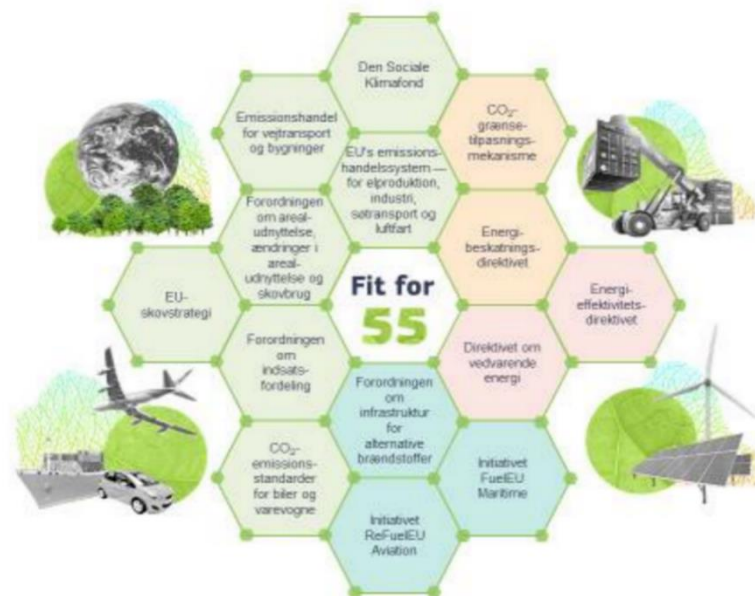 Den Sociale
Klimafond
Emissionshandel
for vejtransport
og bygninger
CO₂-
grænse-
tilpasnings-
mekanisme
EU's emissions-
handelssystem —
for elproduktion,
industri,
søtransport og
luftfart
Forordningen
om areal-
udnyttelse,
ændringer i
areal-
udnyttelse og
skovbrug
Energi-
beskatnings-
direktivet
EU-
skovstrategi
Fit for
55
Energi-
effektivitets-
direktivet
Forordningen
om
indsats-
fordeling
Direktivet om
vedvarende
energi
Forordningen
om
infrastruktur
for
alternative
brændstoffer
CO₂-
emissions-
standarder
for biler og
varevogne
Initiativet
FuelEU
Maritime
Initiativet
ReFuelEU
Aviation